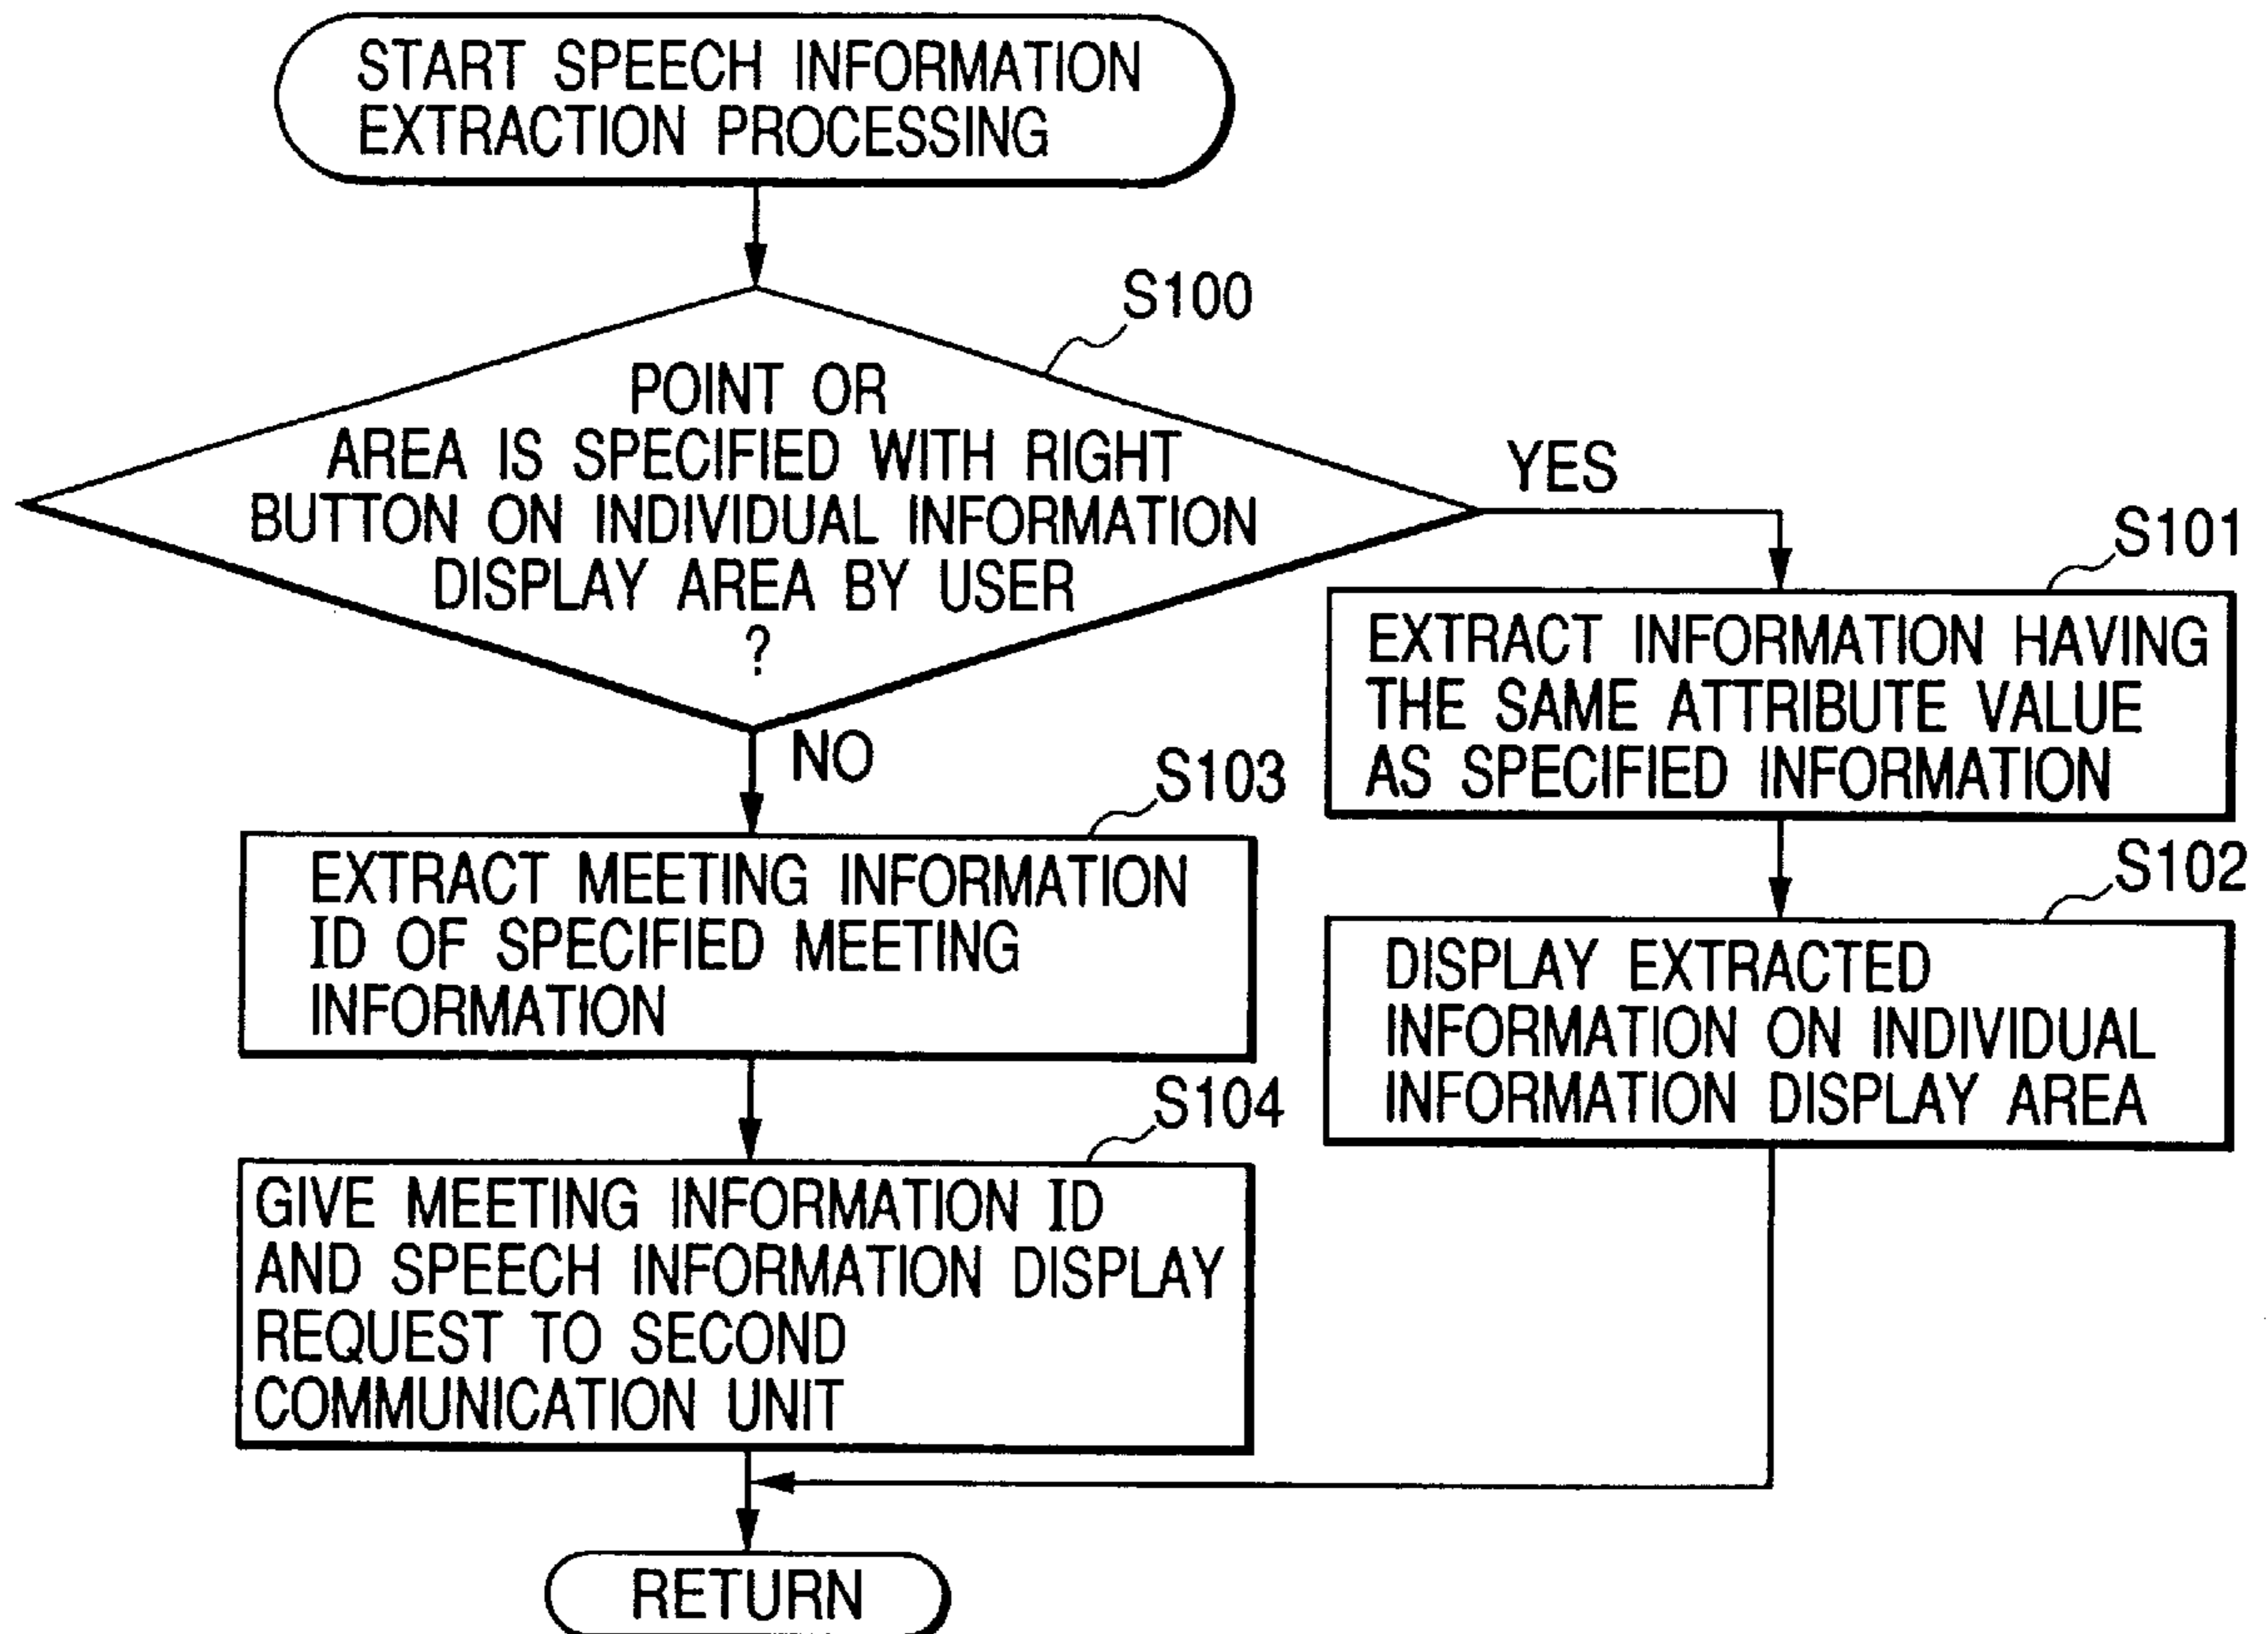 START SPEECH INFORMATION
EXTRACTION PROCESSING
S100
POINT OR
AREA IS SPECIFIED WITH RIGHT
BUTTON ON INDIVIDUAL INFORMATION
DISPLAY AREA BY USER
?
YES
S101
EXTRACT INFORMATION HAVING
THE SAME ATTRIBUTE VALUE
AS SPECIFIED INFORMATION
S102
DISPLAY EXTRACTED
INFORMATION ON INDIVIDUAL
INFORMATION DISPLAY AREA
NO
S103
EXTRACT MEETING INFORMATION
ID OF SPECIFIED MEETING
INFORMATION
S104
GIVE MEETING INFORMATION ID
AND SPEECH INFORMATION DISPLAY
REQUEST TO SECOND
COMMUNICATION UNIT
RETURN